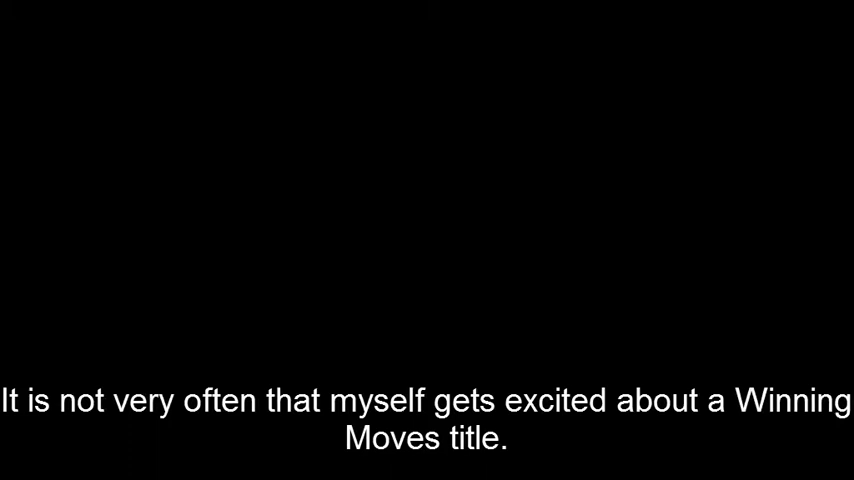 It is not very often that myself gets excited about a Winning
Moves title.